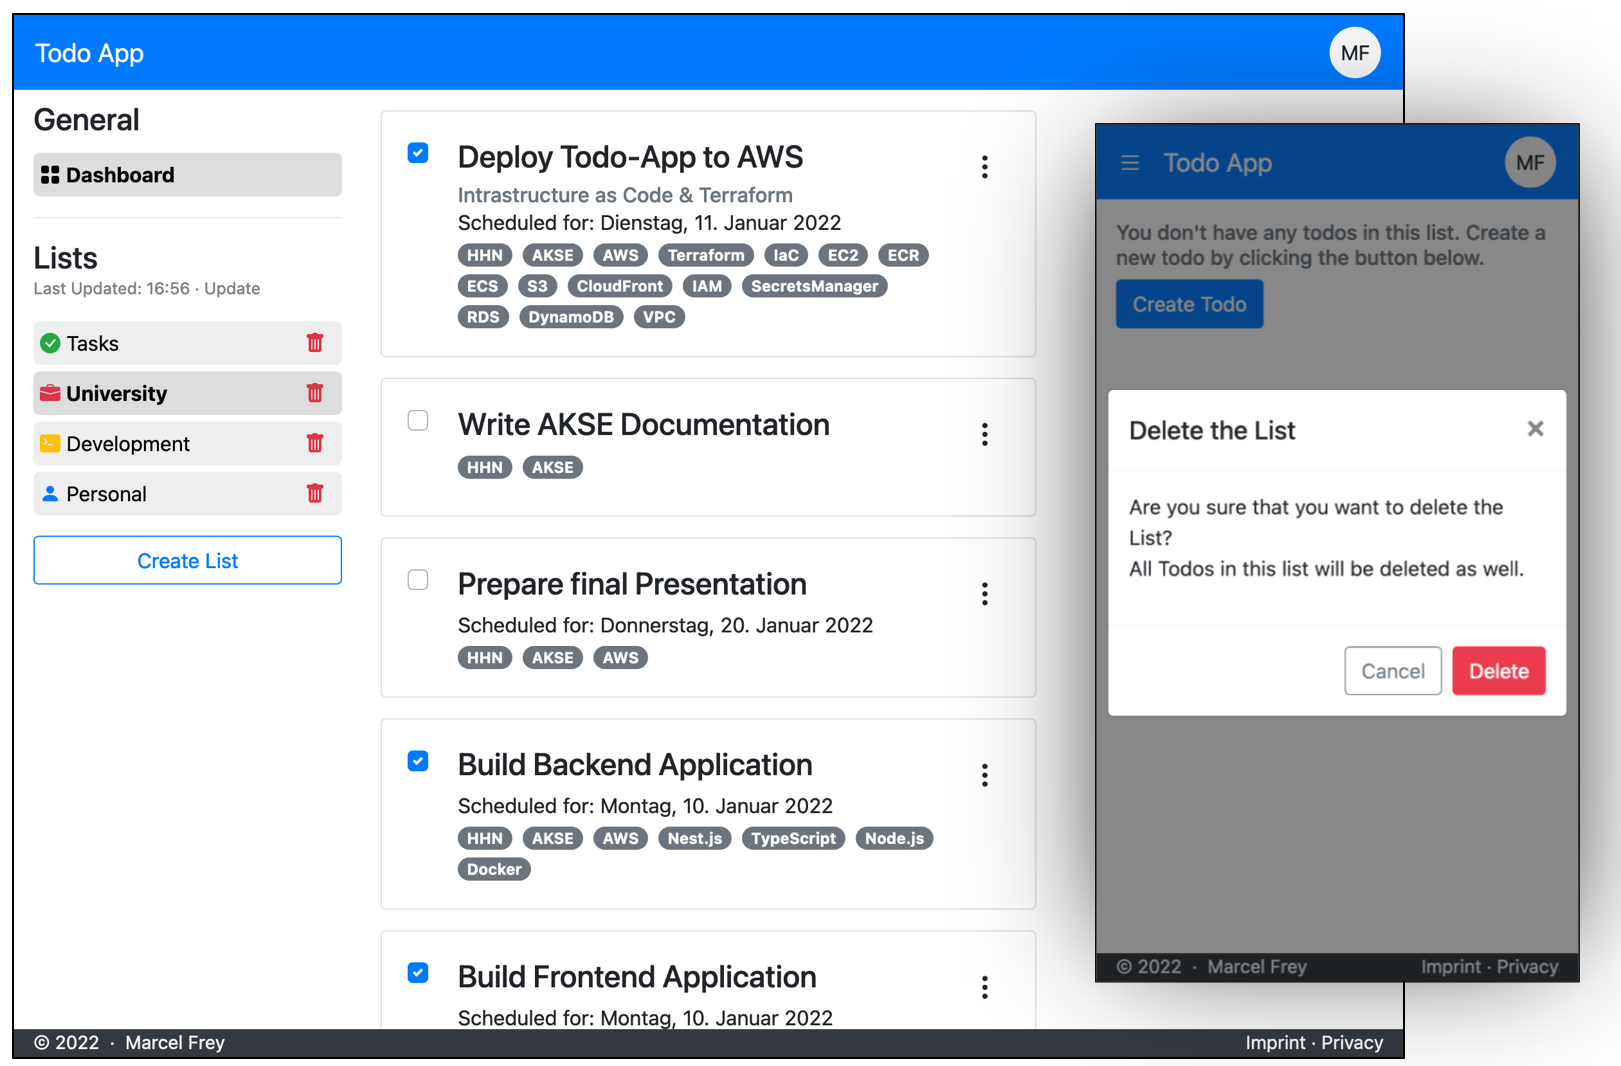 Todo App
MF
General
Dashboard
Lists
Last Updated: 16:56 · Update
Tasks
University
Development
Personal
Create List
Deploy Todo-App to AWS
Intrastructure as Code & Terraform
Scheduled for: Dienstag, 11. Januar 2022
HHN AKSE AWS Terraform IaC EC2 ECR
ECS S3 CloudFront IAM SecretsManager
RDS DynamoDB VPC
Write AKSE Documentation
HHN AKSE
Prepare final Presentation
Scheduled for: Donnerstag, 20. Januar 2022
HHN AKSE AWS
Build Backend Application
Scheduled for: Montag, 10. Januar 2022
HHN AKSE AWS Nest.js TypeScript Node.js
Docker
Build Frontend Application
Scheduled for: Montag, 10. Januar 2022
© 2022 · Marcel Frey
Imprint · Privacy
Todo App
MF
You don't have any todos in this list. Create a
new todo by clicking the button below.
Create Todo
Delete the List
Are you sure that you want to delete the
List?
All Todos in this list will be deleted as well.
Cancel
Delete
© 2022 · Marcel Frey
Imprint · Privacy